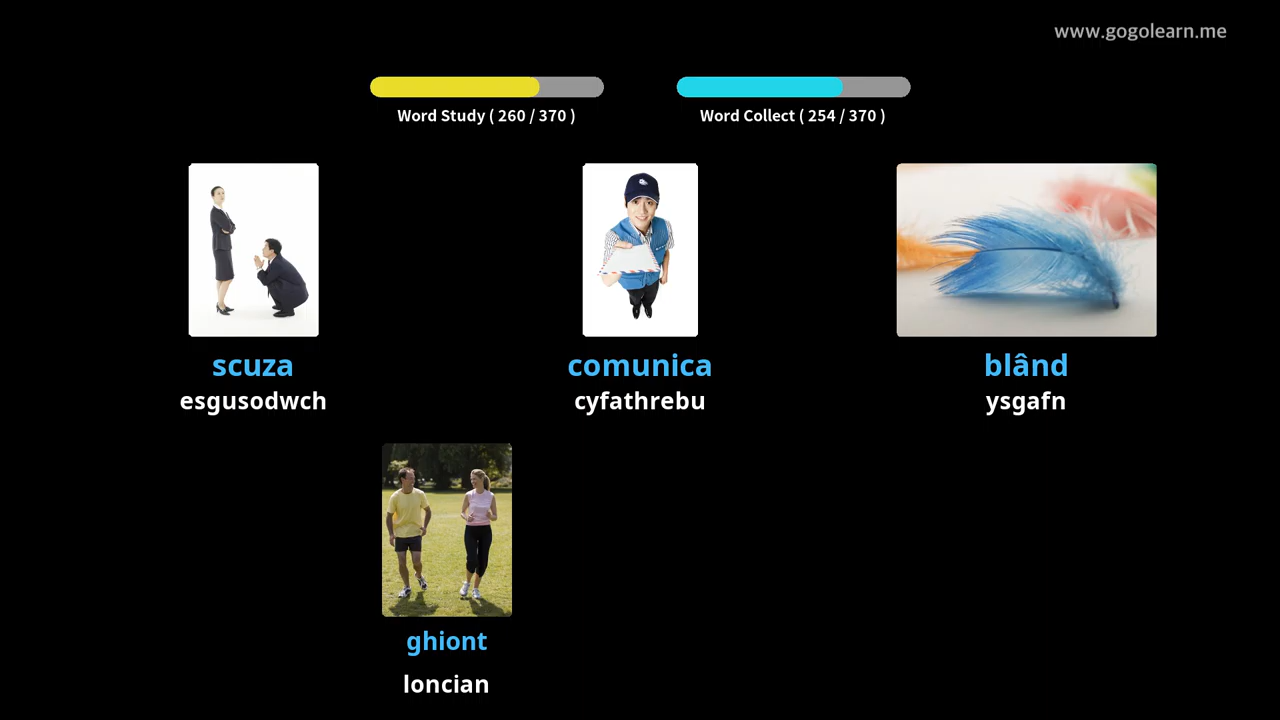 www.gogolearn.me
Word Study ( 260 / 370 )
Word Collect ( 254 / 370 )
scuza
esgusodwch
comunica
cyfathrebu
blând
ysgafn
ghiont
loncian